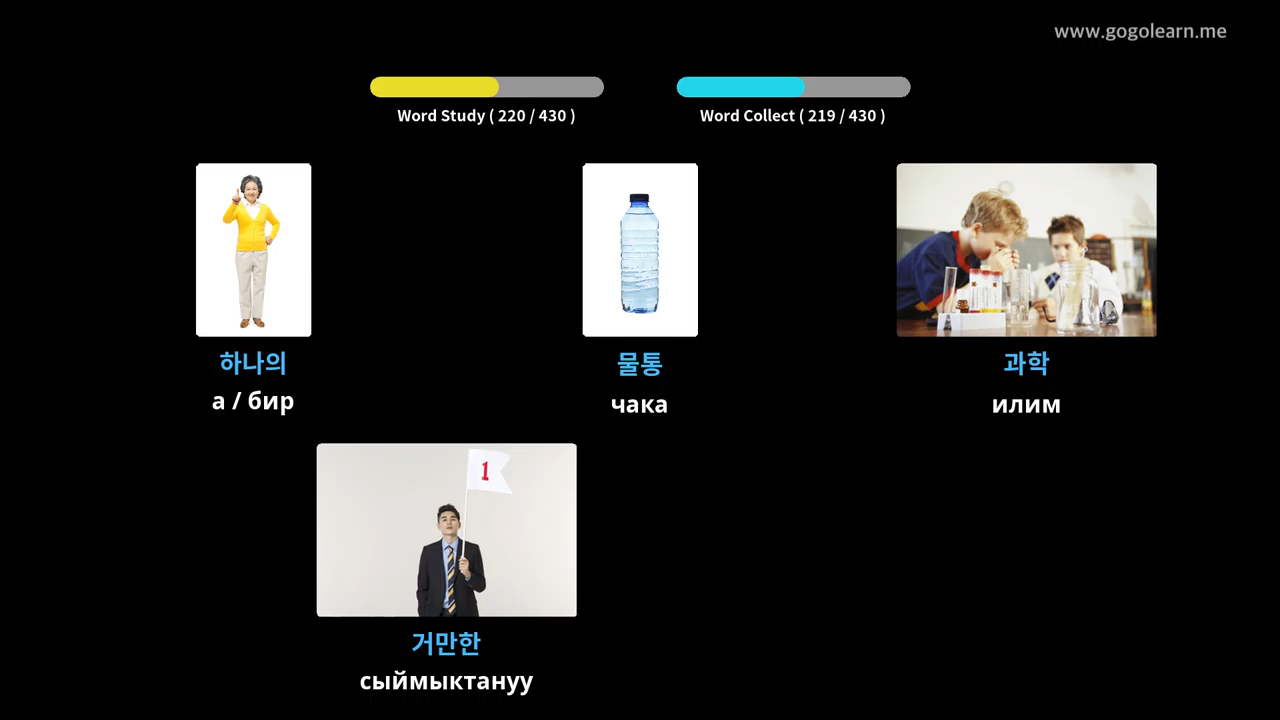 www.gogolearn.me
Word Study ( 220 / 430 )
Word Collect ( 219 / 430 )
하나의
а / бир
물통
чака
과학
илим
1
거만한
сыймыктануу